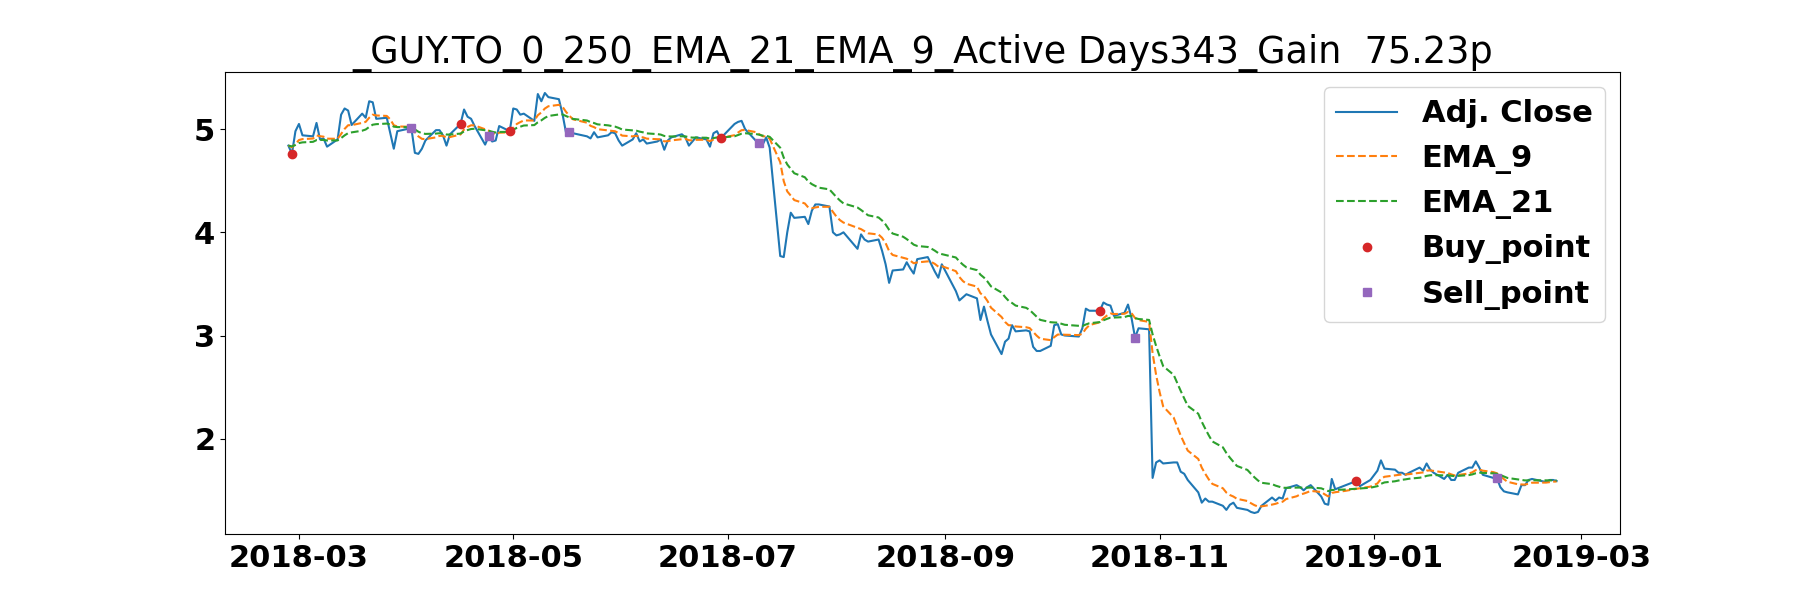 _GUY.TO_0_250_EMA_21_EMA_9_Active Days343_Gain  75.23p
Adj. Close
EMA_9
EMA_21
Buy_point
Sell_point
5
4
3
2
2018-03 2018-05 2018-07 2018-09 2018-11 2019-01 2019-03